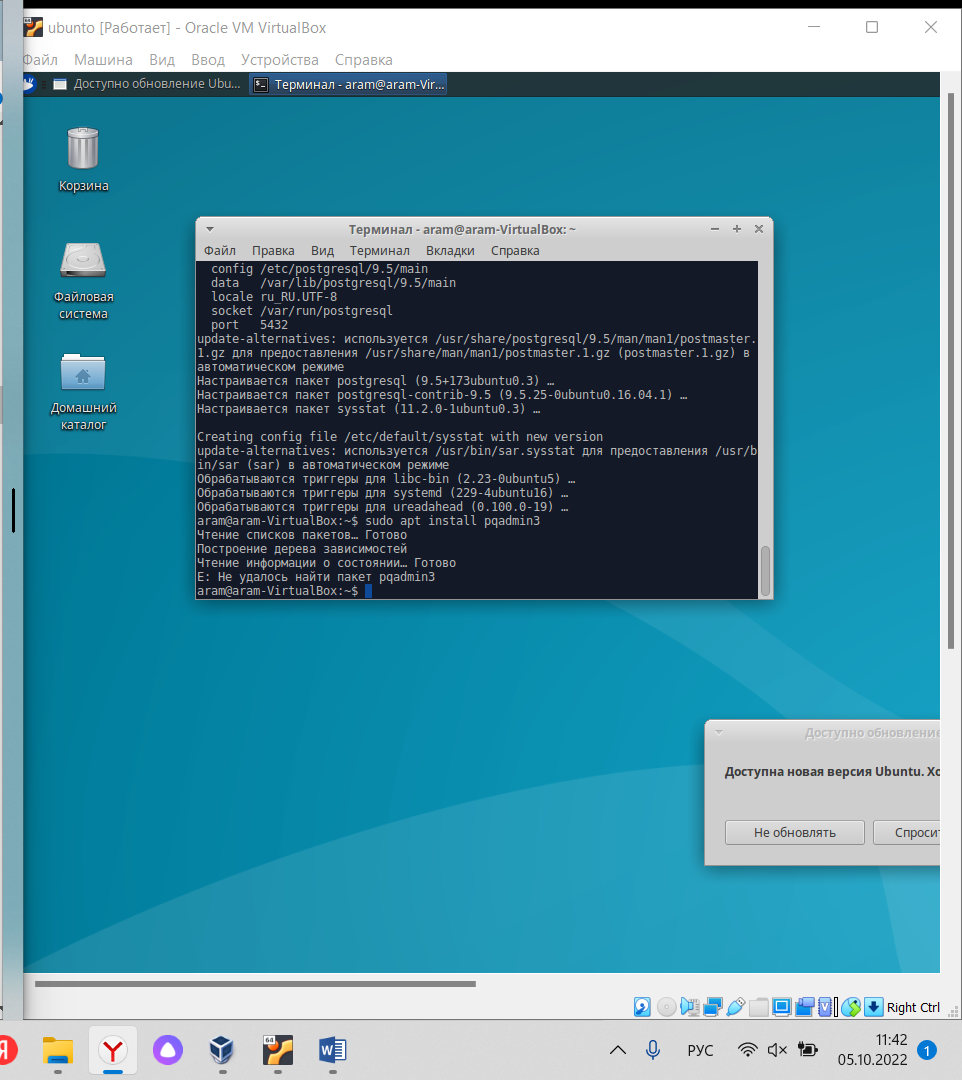 ubunto [Работает] - Oracle VM VirtualBox
Файл Машина Вид Ввод Устройства Справка
Доступно обновление Ubu... Терминал - aram@aram-Vir...
Корзина
Файловая
система
Домашний
каталог
Терминал - aram@aram-VirtualBox: ~
Файл Правка Вид Терминал Вкладки Справка
config /etc/postgresql/9.5/main
data /var/lib/postgresql/9.5/main
locale ru_RU.UTF-8
socket /var/run/postgresql
port 5432
update-alternatives: используется /usr/share/postgresql/9.5/man/man1/postmaster.
1.gz для предоставления /usr/share/man/man1/postmaster.1.gz (postmaster.1.gz) в
автоматическом режиме
Настраивается пакет postgresql (9.5+173ubuntu0.3) …
Настраивается пакет postgresql-contrib-9.5 (9.5.25-0ubuntu0.16.04.1) …
Настраивается пакет sysstat (11.2.0-1ubuntu0.3) …
Creating config file /etc/default/sysstat with new version
update-alternatives: используется /usr/bin/sar.sysstat для предоставления /usr/b
in/sar (sar) в автоматическом режиме
Обрабатываются триггеры для libc-bin (2.23-0ubuntu5) …
Обрабатываются триггеры для systemd (229-4ubuntu16) …
Обрабатываются триггеры для ureadahead (0.100.0-19) …
aram@aram-VirtualBox:~$ sudo apt install pqadmin3
Чтение списков пакетов… Готово
Построение дерева зависимостей
Чтение информации о состоянии… Готово
E: Не удалось найти пакет pqadmin3
aram@aram-VirtualBox:~$
Доступно обновление
Доступна новая версия Ubuntu. Хо
Не обновлять Спросит
Right Ctrl
РУС
11:42
05.10.2022
1